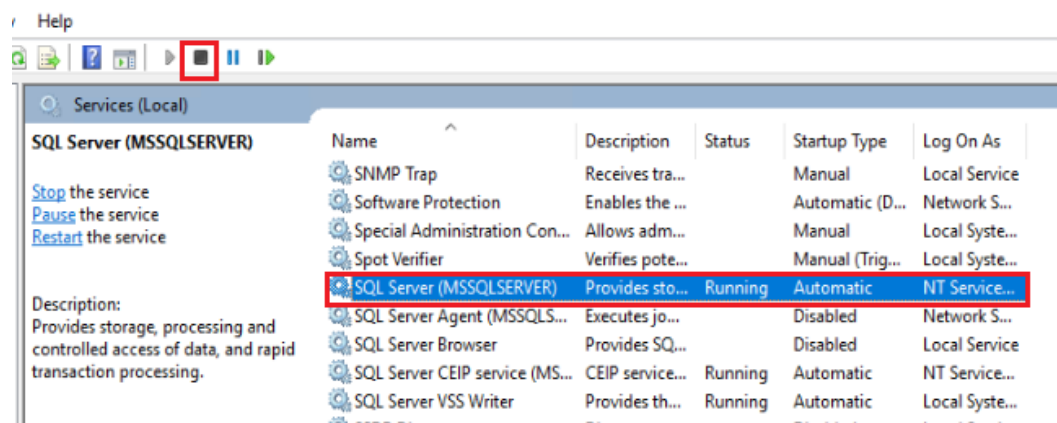 Help
Services (Local)
SQL Server (MSSQLSERVER)
Stop the service
Pause the service
Restart the service
Description:
Provides storage, processing and
controlled access of data, and rapid
transaction processing.
Name Description Status Startup Type Log On As
SNMP Trap Receives tra... Manual Local Service
Software Protection Enables the ... Automatic (D... Network S...
Special Administration Con... Allows adm... Manual Local Syste...
Spot Verifier Verifies pote... Manual (Trig... Local Syste...
SQL Server (MSSQLSERVER) Provides sto... Running Automatic NT Service...
SQL Server Agent (MSSQLS... Executes jo... Disabled Network S...
SQL Server Browser Provides SQ... Disabled Local Service
SQL Server CEIP service (MS... CEIP service... Running Automatic NT Service...
SQL Server VSS Writer Provides th... Running Automatic Local Syste...